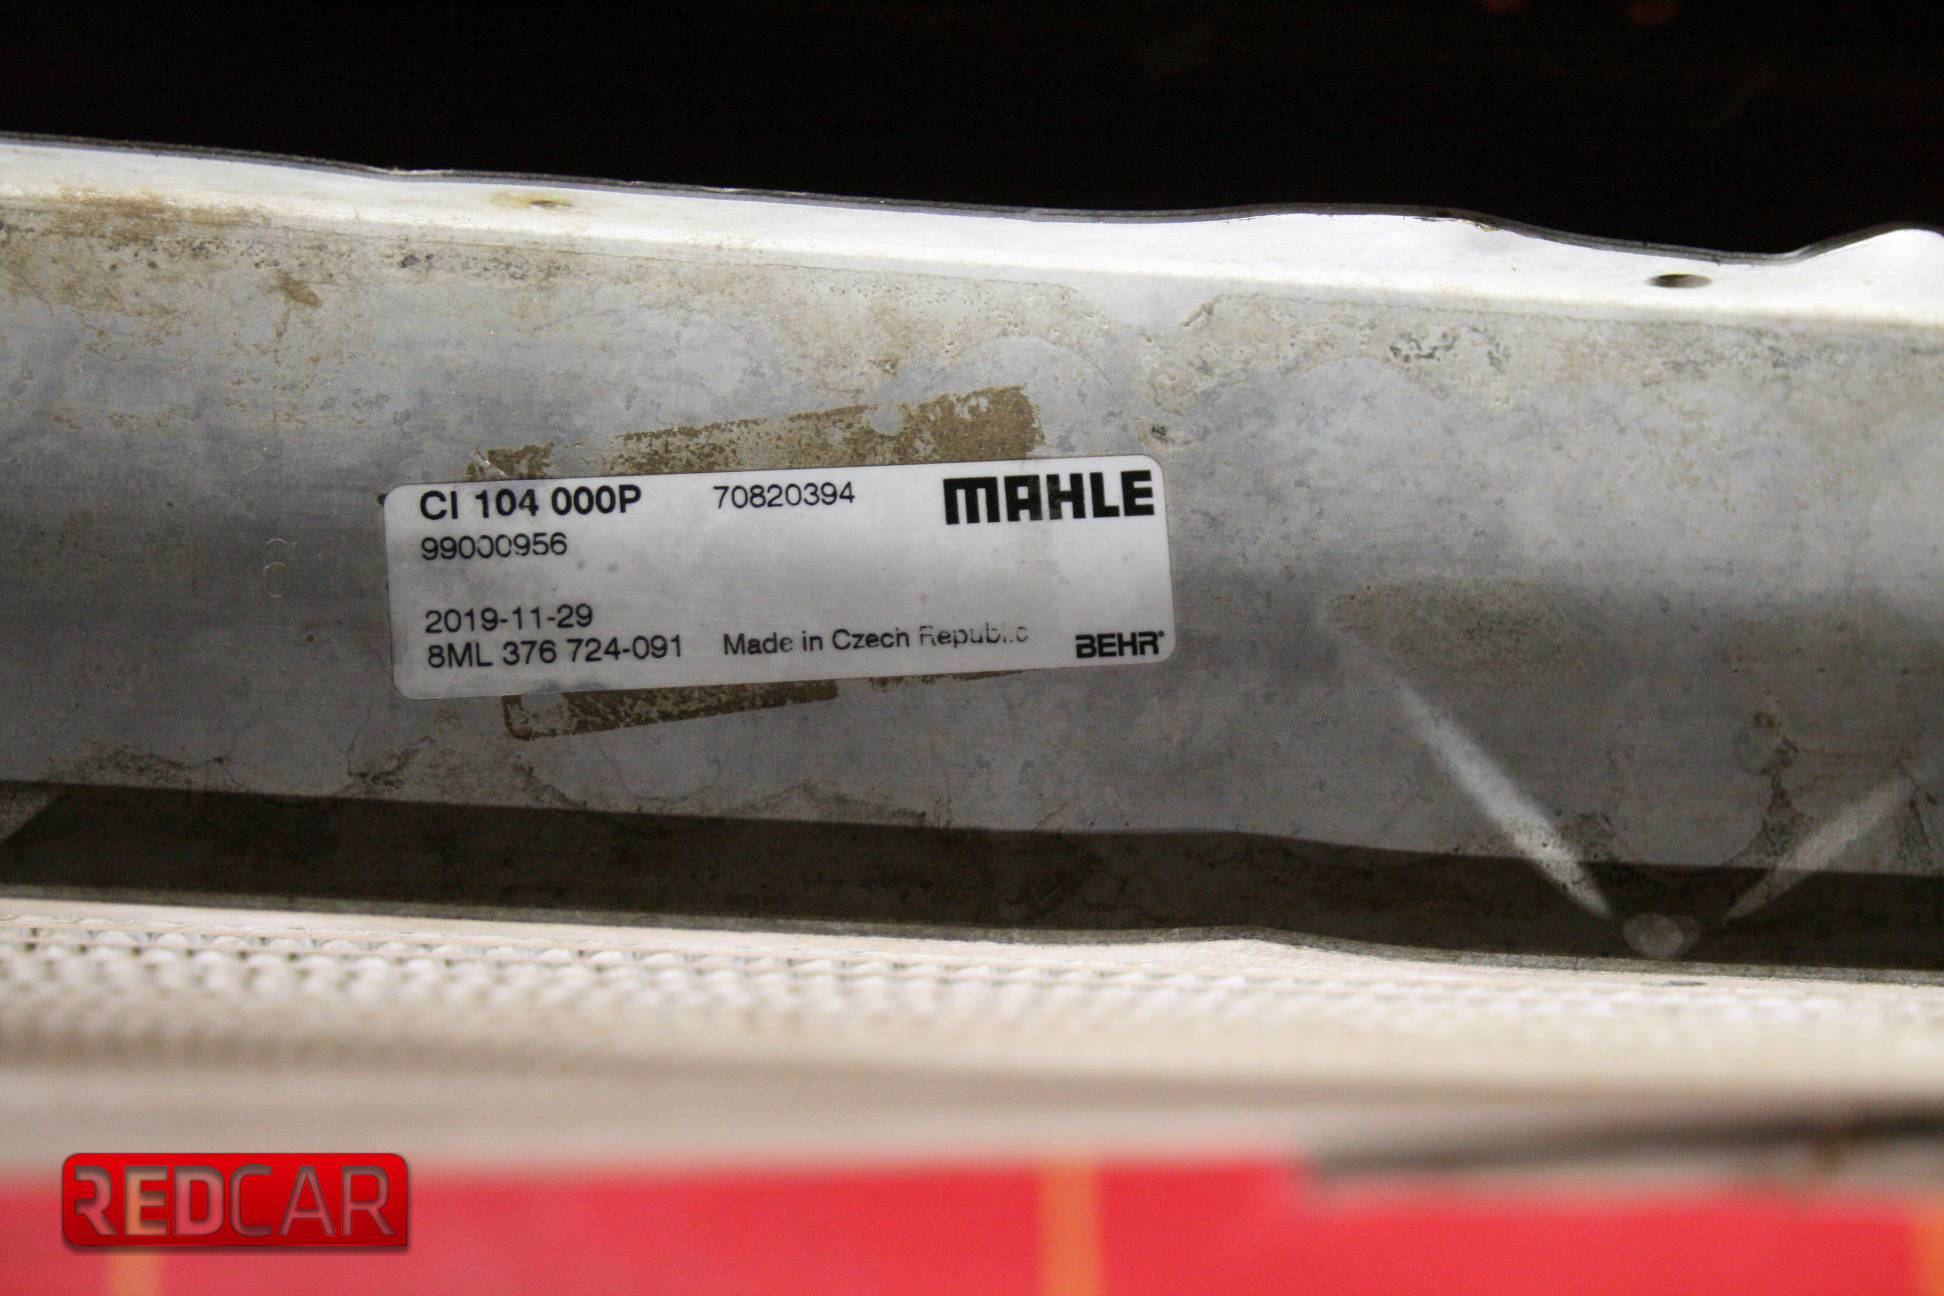 CI 104 000P 70820394 MAHLE
99000956
2019-11-29
8ML 376 724-091 Made in Czech Republic BEHR®
REDCAR